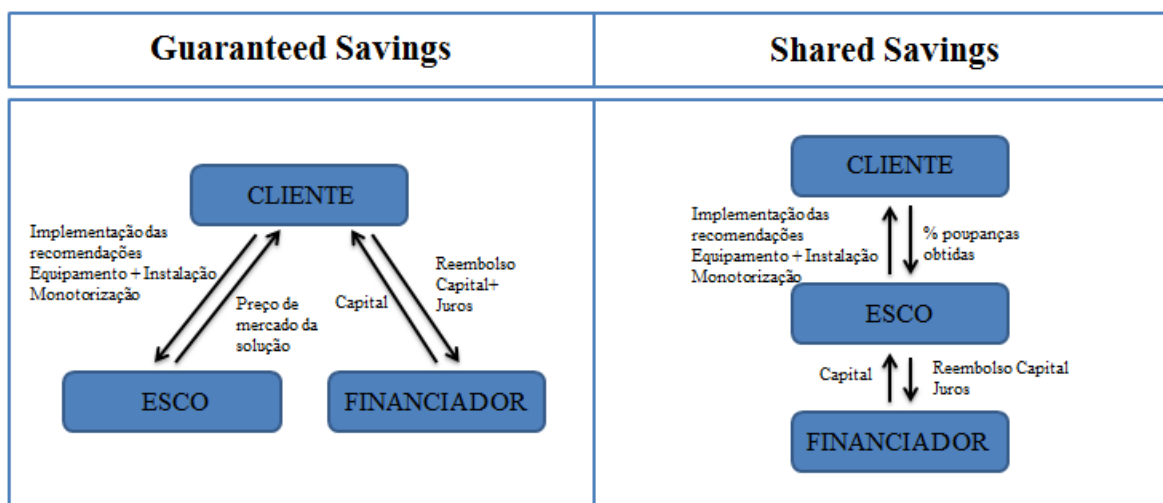 Guaranteed Savings
Shared Savings
CLIENTE
Implementação das
recomendações
Equipamento + Instalação
Monotorização
Preço de
mercado da
solução
Capital
Reembolso
Capital+
Juros
ESCO
FINANCIADOR
CLIENTE
Implementação das
recomendações
Equipamento + Instalação
Monotorização
% poupanças
obtidas
ESCO
Capital
Reembolso Capital
Juros
FINANCIADOR